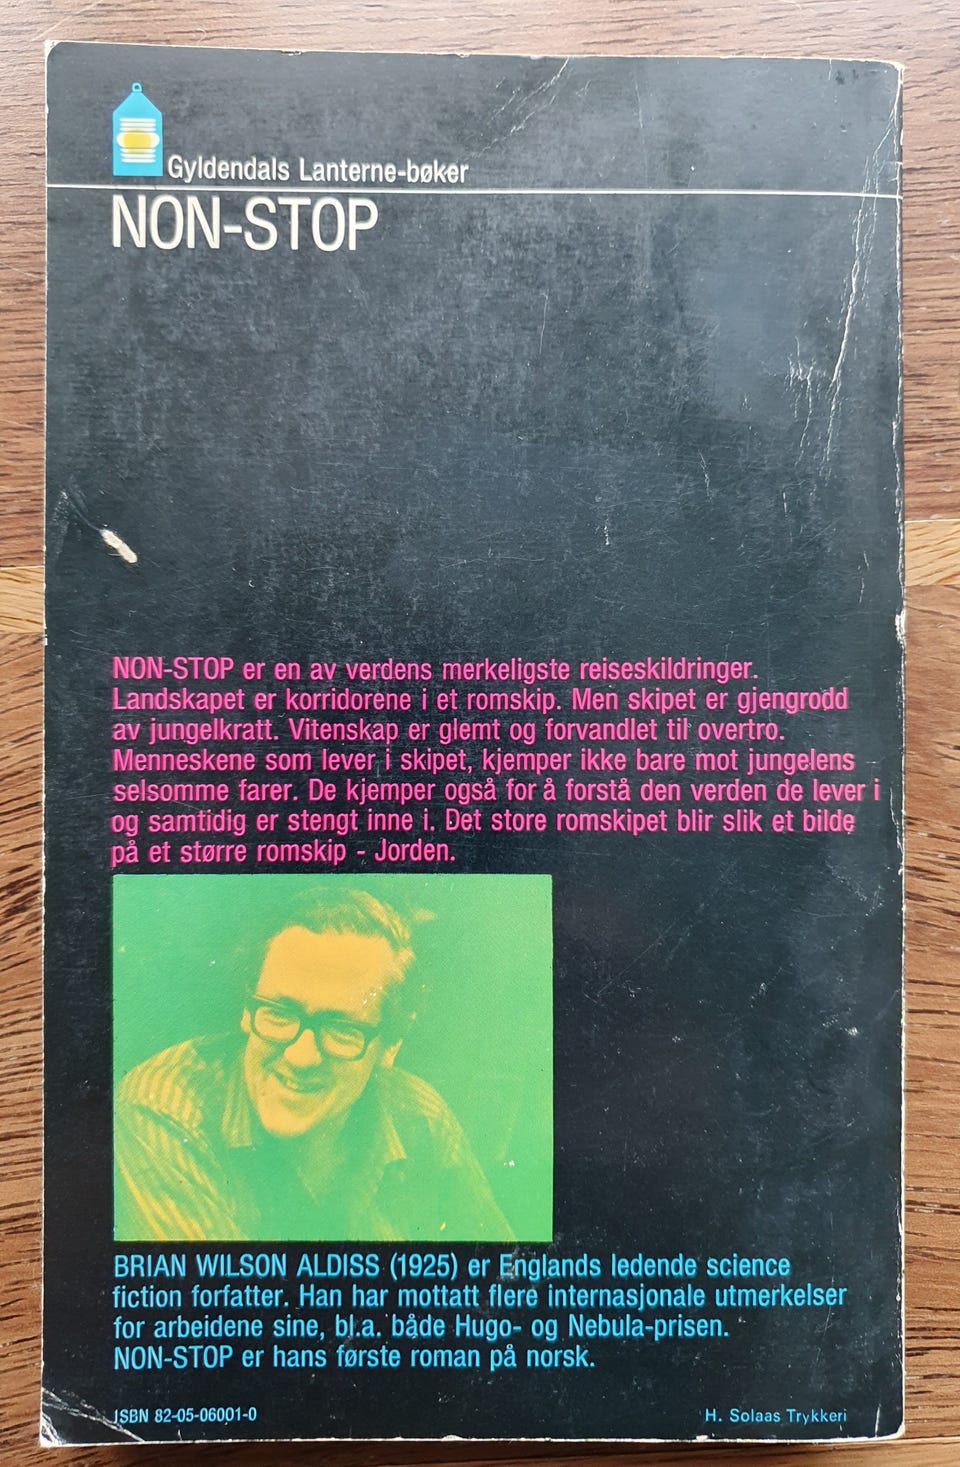 Gyldendals Lanterne-bøker
NON-STOP
NON-STOP er en av verdens merkeligste reiseskildringer.
Landskapet er korridorene i et romskip. Men skipet er gjengrodd
av jungelkratt. Vitenskap er glemt og forvandlet til overtro.
Menneskene som lever i skipet, kjemper ikke bare mot jungelens
selsomme farer. De kjemper også for å forstå den verden de lever i
og samtidig er stengt inne i. Det store romskipet blir slik et bilde
på et større romskip - Jorden.
BRIAN WILSON ALDISS (1925) er Englands ledende science
fiction forfatter. Han har mottatt flere internasjonale utmerkelser
for arbeidene sine, bl.a. både Hugo- og Nebula-prisen.
NON-STOP er hans første roman på norsk.
ISBN 82-05-06001-0
H. Solaas Trykkeri